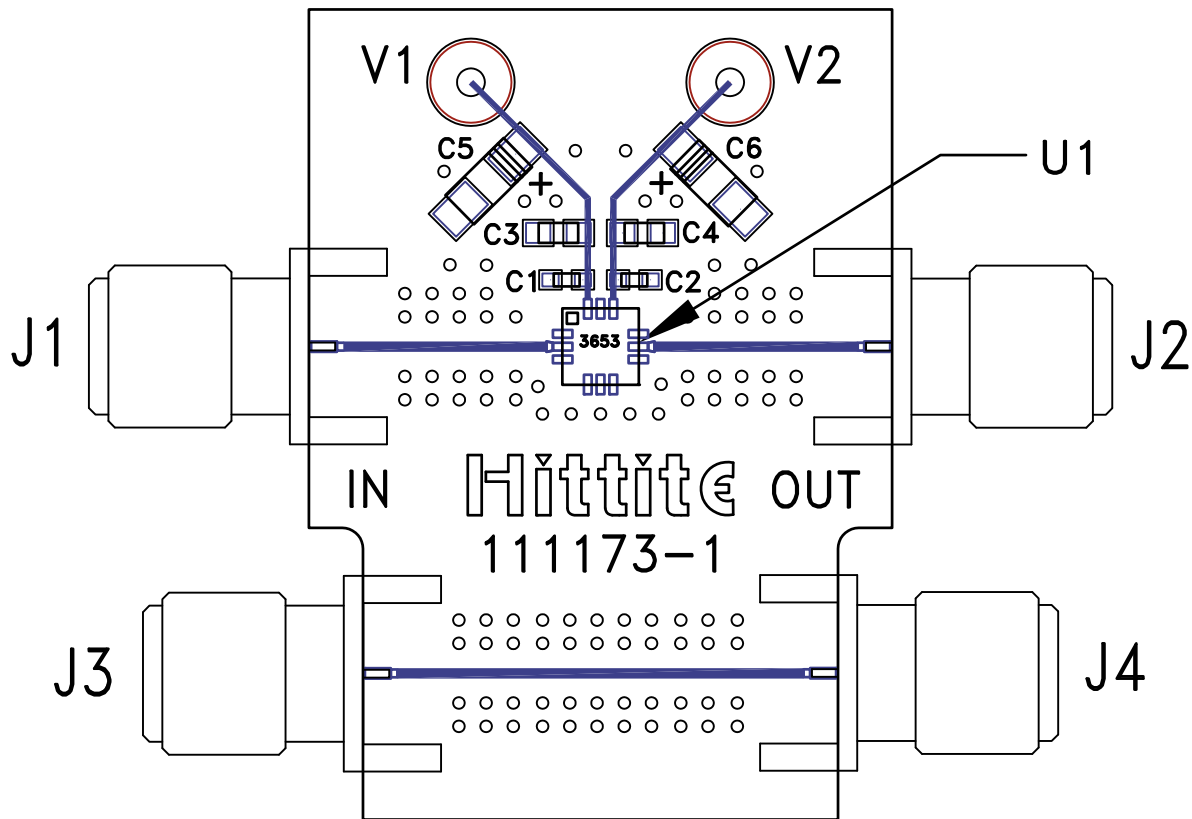 V1
V2
C5
C6
U1
+
+
C3
C4
C1
C2
J1
3653
J2
IN
Hittite
OUT
111173-1
J3
J4